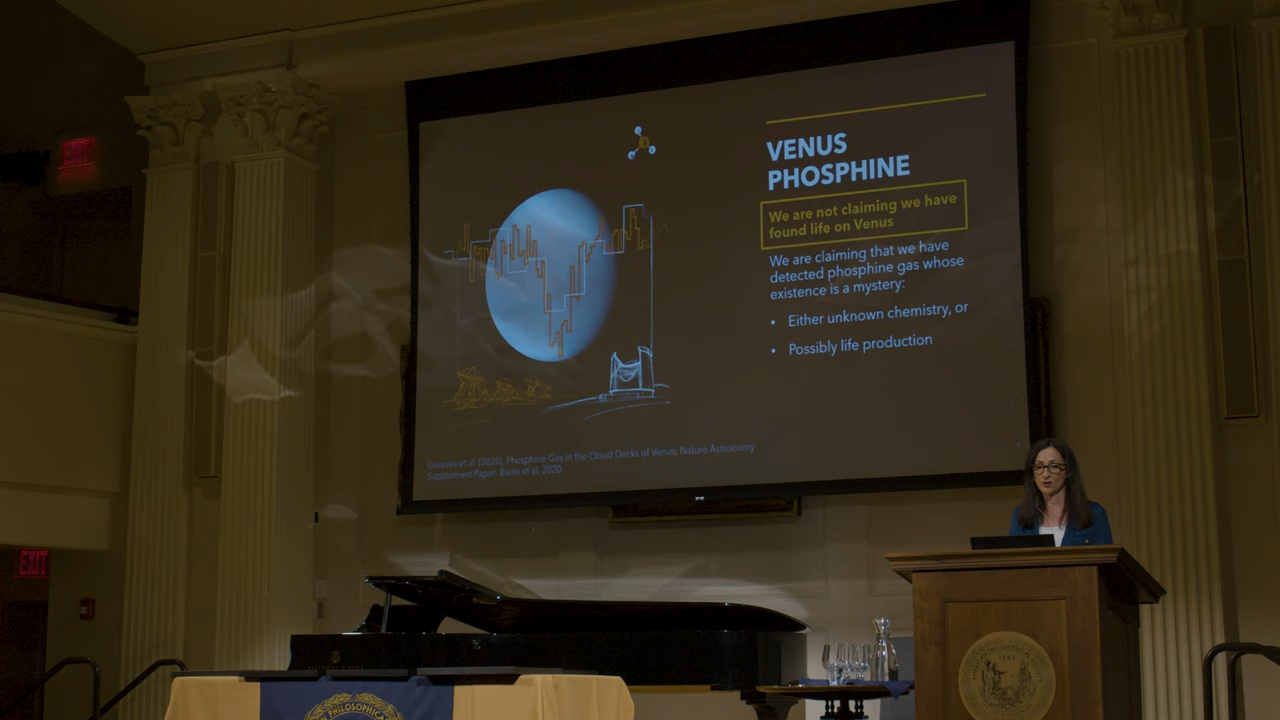 EXIT
VENUS
PHOSPHINE
We are not claiming we have
found life on Venus
We are claiming that we have
detected phosphine gas whose
existence is a mystery:
• Either unknown chemistry, or
• Possibly life production
Greaves et al. (2020), Phosphine Gas in the Cloud Decks of Venus, Nature Astronomy
Supplement Paper: Bains et al. 2020
EXIT
PHILOSOPHICAL